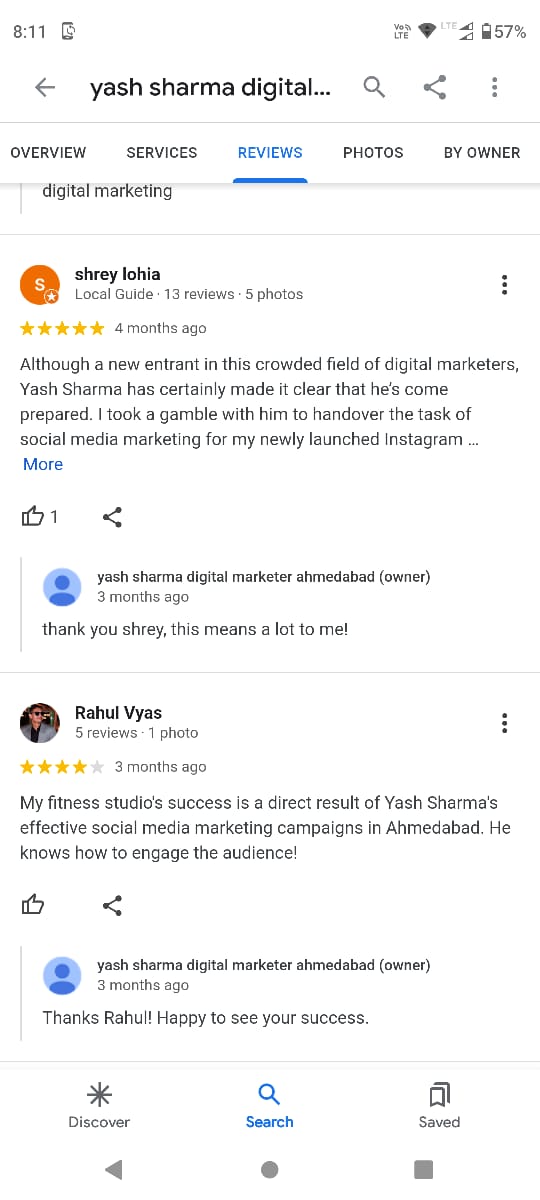 8:11
Vo LTE
LTE
57%
yash sharma digital...
OVERVIEW SERVICES REVIEWS PHOTOS BY OWNER
digital marketing
S
shrey lohia
Local Guide · 13 reviews · 5 photos
4 months ago
Although a new entrant in this crowded field of digital marketers,
Yash Sharma has certainly made it clear that he’s come
prepared. I took a gamble with him to handover the task of
social media marketing for my newly launched Instagram ...
More
1
yash sharma digital marketer ahmedabad (owner)
3 months ago
thank you shrey, this means a lot to me!
Rahul Vyas
5 reviews · 1 photo
3 months ago
My fitness studio's success is a direct result of Yash Sharma's
effective social media marketing campaigns in Ahmedabad. He
knows how to engage the audience!
yash sharma digital marketer ahmedabad (owner)
3 months ago
Thanks Rahul! Happy to see your success.
Discover Search Saved